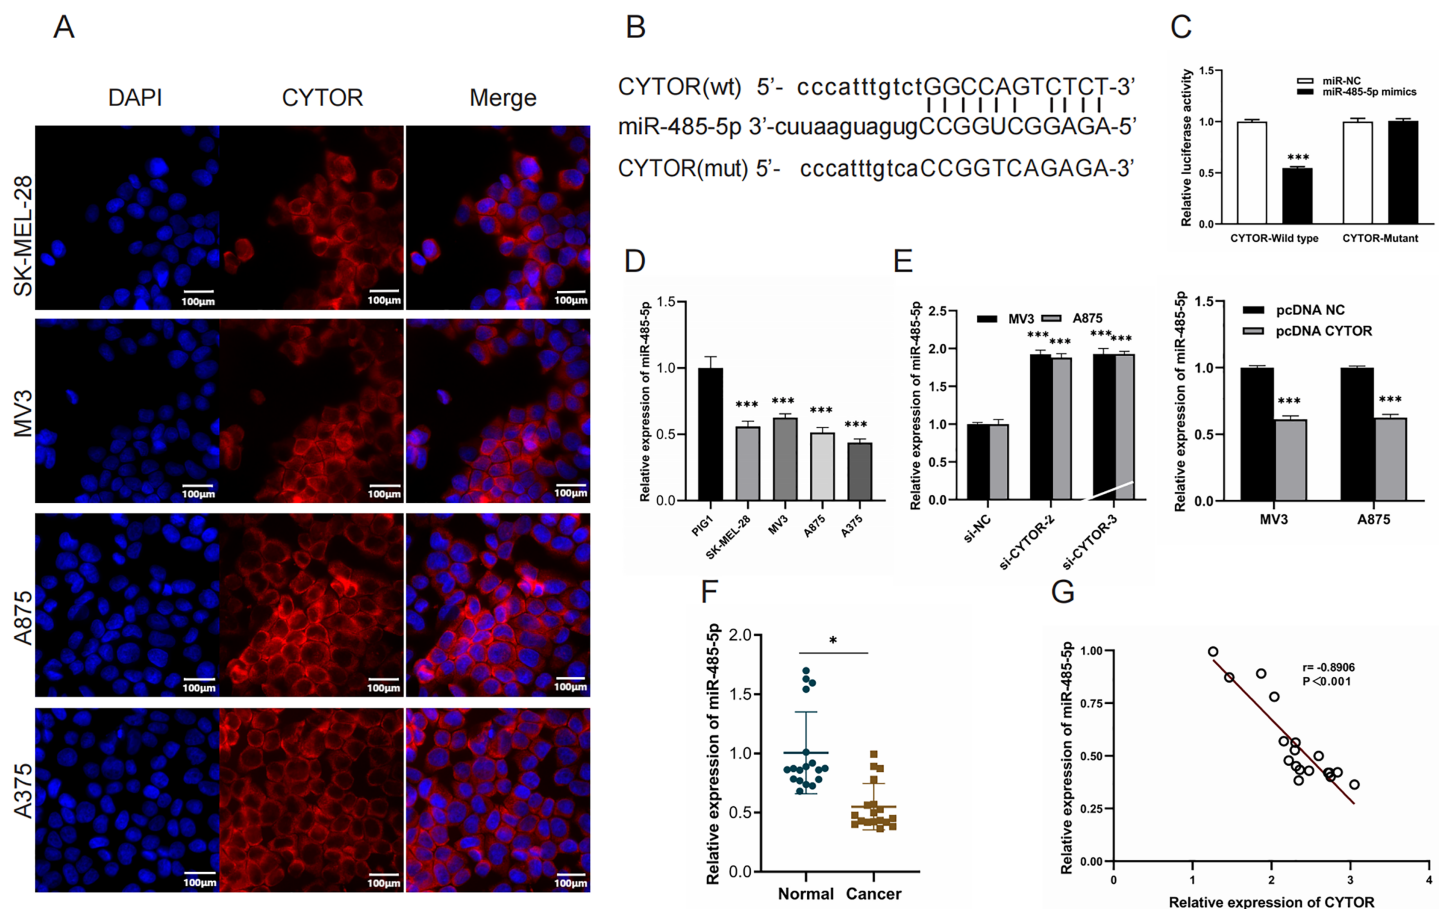 A
DAPI CYTOR Merge
SK-MEL-28
100μm 100μm 100μm
MV3
100μm 100μm 100μm
A875
100μm 100μm 100μm
A375
100μm 100μm 100μm
B
CYTOR(wt) 5’- cccatttgtctGGCCAGTCTCT-3’
miR-485-5p 3’-cuuaaguagugCCGGUCGGAGA-5’
CYTOR(mut) 5’- cccatttgtcaCCGGTCAGAGA-3’
C
Relative luciferase activity
1.5
1.0
0.5
0.0
miR-NC
miR-485-5p mimics
***
CYTOR-Wild type CYTOR-Mutant
D
Relative expression of miR-485-5p
1.5
1.0
0.5
0.0
*** *** *** ***
PIG1 SK-MEL-28 MV3 A875 A375
E
Relative expression of miR-485-5p
2.5
2.0
1.5
1.0
0.5
0.0
MV3 A875
*** *** *** ***
si-NC si-CYTOR-2 si-CYTOR-3
Relative expression of miR-485-5p
1.5
1.0
0.5
0.0
pcDNA NC
pcDNA CYTOR
*** ***
MV3 A875
F
Relative expression of miR-485-5p
2.0
1.5
1.0
0.5
0.0
*
Normal Cancer
G
Relative expression of miR-485-5p
1.00
0.75
0.50
0.25
0.00
r= -0.8906
P<0.001
0 1 2 3 4
Relative expression of CYTOR